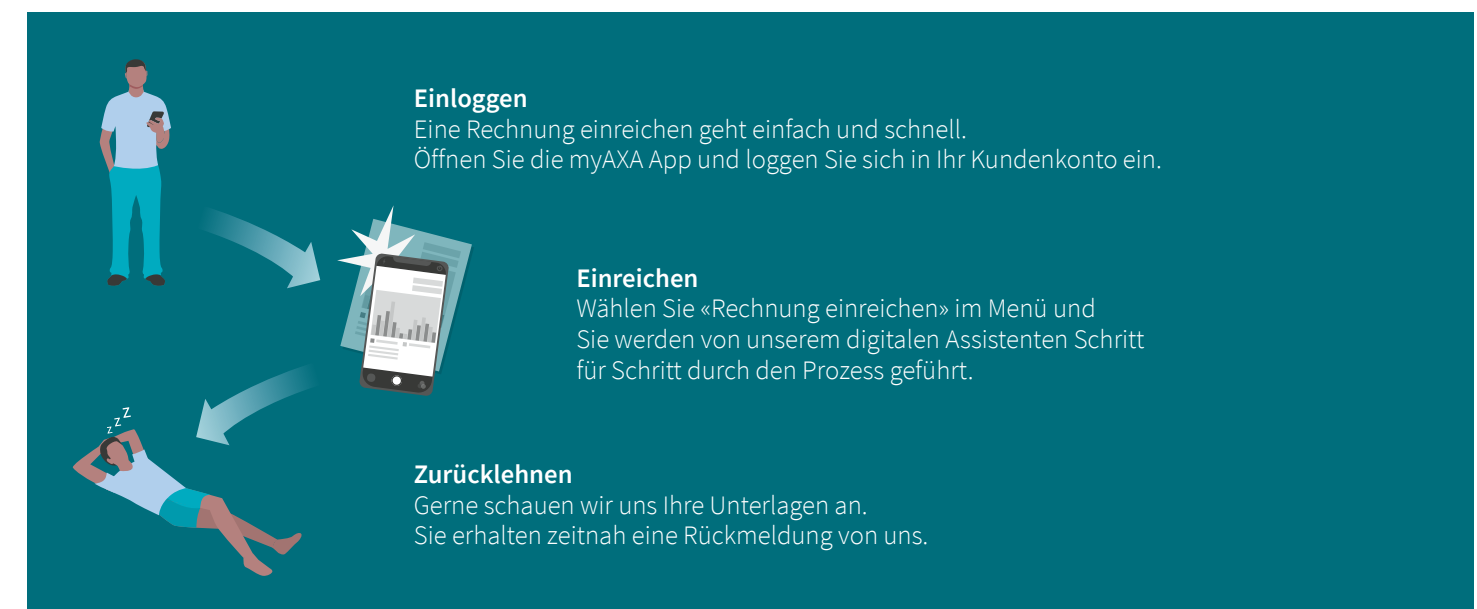 Einloggen
Eine Rechnung einreichen geht einfach und schnell.
Öffnen Sie die myAXA App und loggen Sie sich in Ihr Kundenkonto ein.
Einreichen
Wählen Sie «Rechnung einreichen» im Menü und
Sie werden von unserem digitalen Assistenten Schritt
für Schritt durch den Prozess geführt.
z z z
Zurücklehnen
Gerne schauen wir uns Ihre Unterlagen an.
Sie erhalten zeitnah eine Rückmeldung von uns.